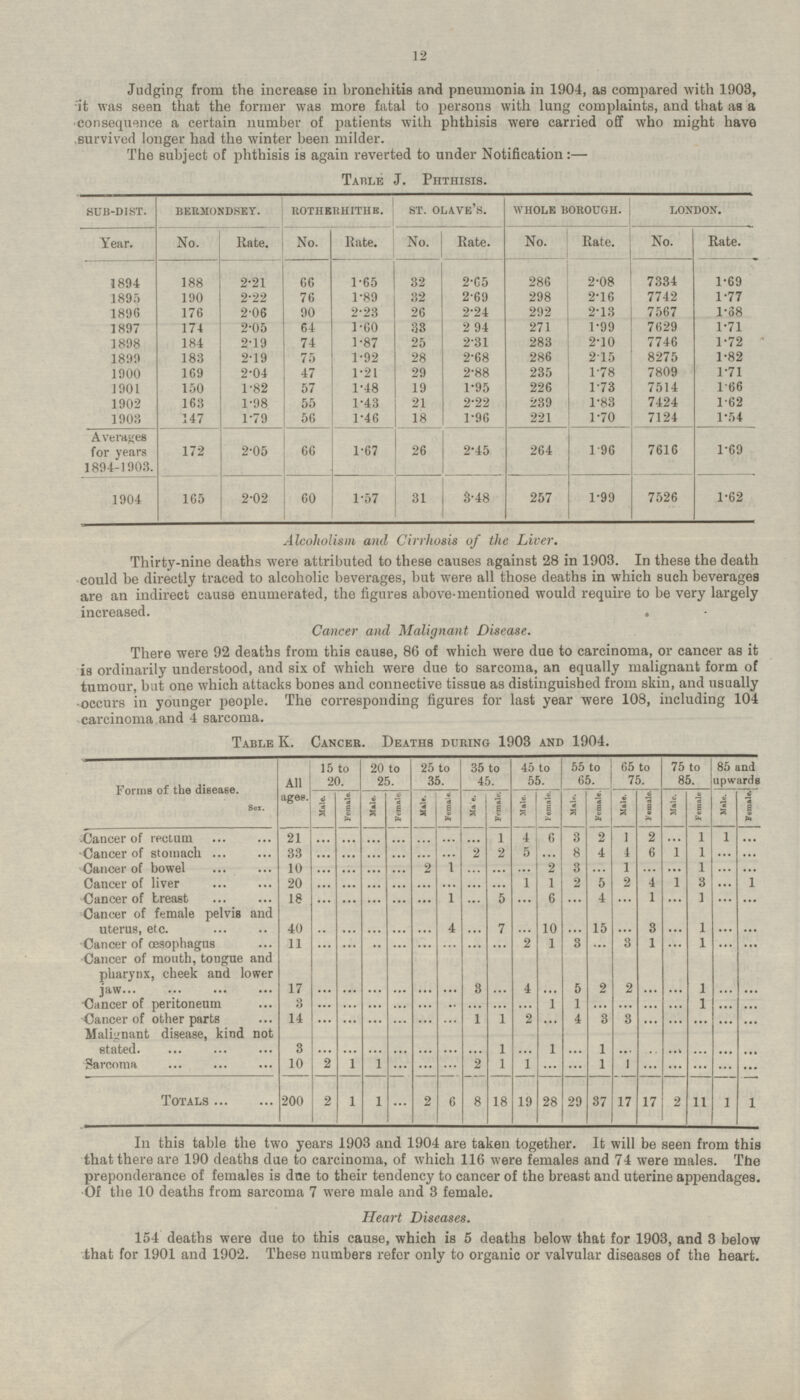 12
Judging from the increase in bronchitis and pneumonia in 1904, as compared with 1903,
it was seen that the former was more fatal to persons with lung complaints, and that as a
consequence a certain number of patients with phthisis were carried off who might have
survived longer had the winter been milder.
The subject of phthisis is again reverted to under Notification :—
TABLE J. PHTHISIS.
SUB-DIST. BERMONDSEY. ROTHERHITHE. ST. OLAVE'S. WHOLE BOROUGH. LONDON.
Year. No. Rate. No. Rate. No. Rate. No. Rate. No. Rate.
1894 188 2·21 66 1·65 32 2·65 286 2·08 7334 1·69
1895 190 2·22 76 1·89 32 2·69 298 2·16 7742 1·77
1896 176 2·06 90 2·23 26 2·24 292 2·13 7567 1·68
1897 174 2·05 64 1·60 33 2 94 271 1·99 7629 1·71
1898 184 2·19 74 1·87 25 2·31 283 2·10 7746 1·72
1899 183 2·19 75 1·92 28 2·68 286 2 15 8275 1·82
1900 169 2·04 47 1·21 29 2·88 235 1·78 7809 1·71
1901 150 1·82 57 1·48 19 1·95 226 1·73 7514 1 66
1902 163 1·98 55 1·43 21 2·22 239 1·83 7424 1·62
1903 147 1·79 56 1·46 18 1·96 221 1·70 7124 1·54
Averages
for years 172 2·05 66 1·67 26 2·45 264 1 96 7616 1·69
1894-1903.
1904 165 2·02 60 1·57 31 3·48 257 1·99 7526 1·62
Alcoholism and Cirrhosis of the Liver.
Thirty-nine deaths were attributed to these causes against 28 in 1903. In these the death
could be directly traced to alcoholic beverages, but were all those deaths in which such beverages
are an indirect cause enumerated, the figures above-mentioned would require to be very largely
increased.
Cancer and Malignant Disease.
There were 92 deaths from this cause, 86 of which were due to carcinoma, or cancer as it
is ordinarily understood, and six of which were due to sarcoma, an equally malignant form of
tumour, but one which attacks bones and connective tissue as distinguished from skin, and usually
occurs in younger people. The corresponding figures for last year were 108, including 104
carcinoma and 4 sarcoma.
TABLE K. CANCER. DEATHS DURING 1903 AND 1904.
Forms of the disease. All ages. 15 to 20. 20 to 25. 25 to 35. 35 to 45. 45 to 55. 55 to 65. 65 to 75. 75 to 85. 85 and upwards
Sex. Male. Female. Male. Female. Male. Female. Ma e. Female. Male. Female. Male. Female. Male. Female. Male. Female. Male. Female.
Cancer of rectum ... ... 21 ... ... ... ... ... ... ... 1 4 6 3 2 1 2 ... 1 1 ...
Cancer of stomach ... ... 33 ... ... ... ... ... ... 2 2 5 ... 8 4 4 6 1 1 ... ...
Cancer of bowel ... ... 10 ... ... ... ... 2 1 ... ... ... 2 3 ... 1 ... ... 1 ... ...
Cancer of liver ... ... 20 ... ... ... ... ... ... ... ... 1 1 2 5 2 4 1 3 ... 1
Cancer of breast ... ... 18 ... ... ... ... ... 1 ... 5 ... 6 ... 4 ... 1 ... 1 ... ...
Cancer of female pelvis and
uterus, etc. ... ... 40 .. ... ... ... ... 4 ... 7 ... 10 ... 15 ... 3 ... 1 ... ...
Cancer of œsophagus ... 11 ... ... .. ... ... ... ... ... 2 1 3 ... 3 1 ... 1 ... ...
Cancer of mouth, tongue and
pharynx, cheek and lower
jaw... ... ... ... 17 ... ... ... ... ... ... 3 ... 4 ... 5 2 2 ... ... 1 ... ...
Cancer of peritoneum ... 3 ... ... ... ... ... .. ... ... ... 1 1 ... ... ... ... 1 ... ...
Cancer of other parts ... 14 ... ... ... ... ... ... 1 1 2 ... 4 3 3 ... ... ... ... ...
Malignant disease, kind not
stated. ... ... ... 3 ... ... ... ... ... ... ... 1 ... 1 ... 1 ... .. ... ... ... ...
Sarcoma ... ... ... 10 2 1 1 ... ... ... 2 1 1 ... ... 1 1 ... ... ... ... ...
TOTALS ... ... 200 2 1 1 ... 2 6 8 18 19 28 29 37 17 17 2 11 1 1
In this table the two years 1903 and 1904 are taken together. It will be seen from this
that there are 190 deaths due to carcinoma, of which 116 were females and 74 were males. The
preponderance of females is due to their tendency to cancer of the breast and uterine appendages.
Of the 10 deaths from sarcoma 7 were male and 3 female.
Heart Diseases.
154 deaths were due to this cause, which is 5 deaths below that for 1903, and 3 below
that for 1901 and 1902. These numbers refer only to organic or valvular diseases of the heart.